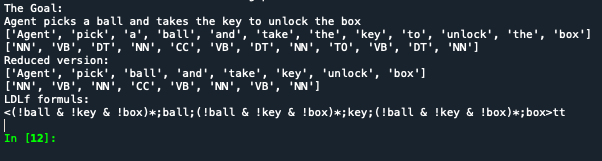 The Goal:
Agent picks a ball and takes the key to unlock the box
['Agent', 'pick', 'a', 'ball', 'and', 'take', 'the', 'key', 'to', 'unlock', 'the', 'box']
['NN', 'VB', 'DT', 'NN', 'CC', 'VB', 'DT', 'NN', 'TO', 'VB', 'DT', 'NN']
Reduced version:
['Agent', 'pick', 'ball', 'and', 'take', 'key', 'unlock', 'box']
['NN', 'VB', 'NN', 'CC', 'VB', 'NN', 'VB', 'NN']
LDLf formuls:
<(!ball & !key & !box)*;ball;(!ball & !key & !box)*;key;(!ball & !key & !box)*;box>tt
In [12]: